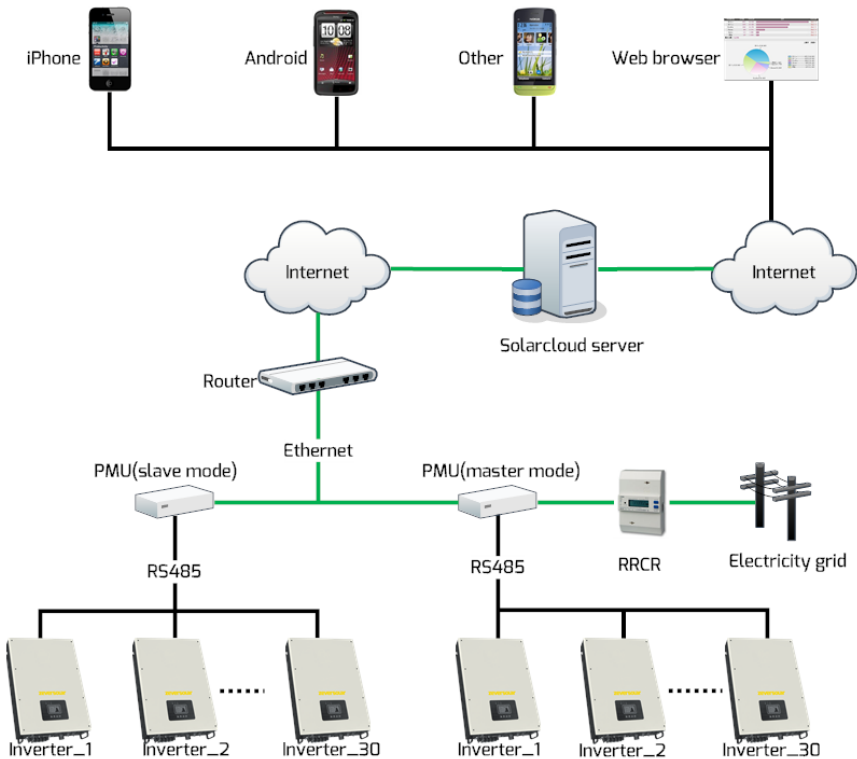 iPhone
Android
Other
Web browser
Internet
Internet
Solarcloud server
Router
Ethernet
PMU(slave mode)
PMU(master mode)
RS485
RS485
RRCR
Electricity grid
Inverter_1
Inverter_2
Inverter_30
Inverter_1
Inverter_2
Inverter_30